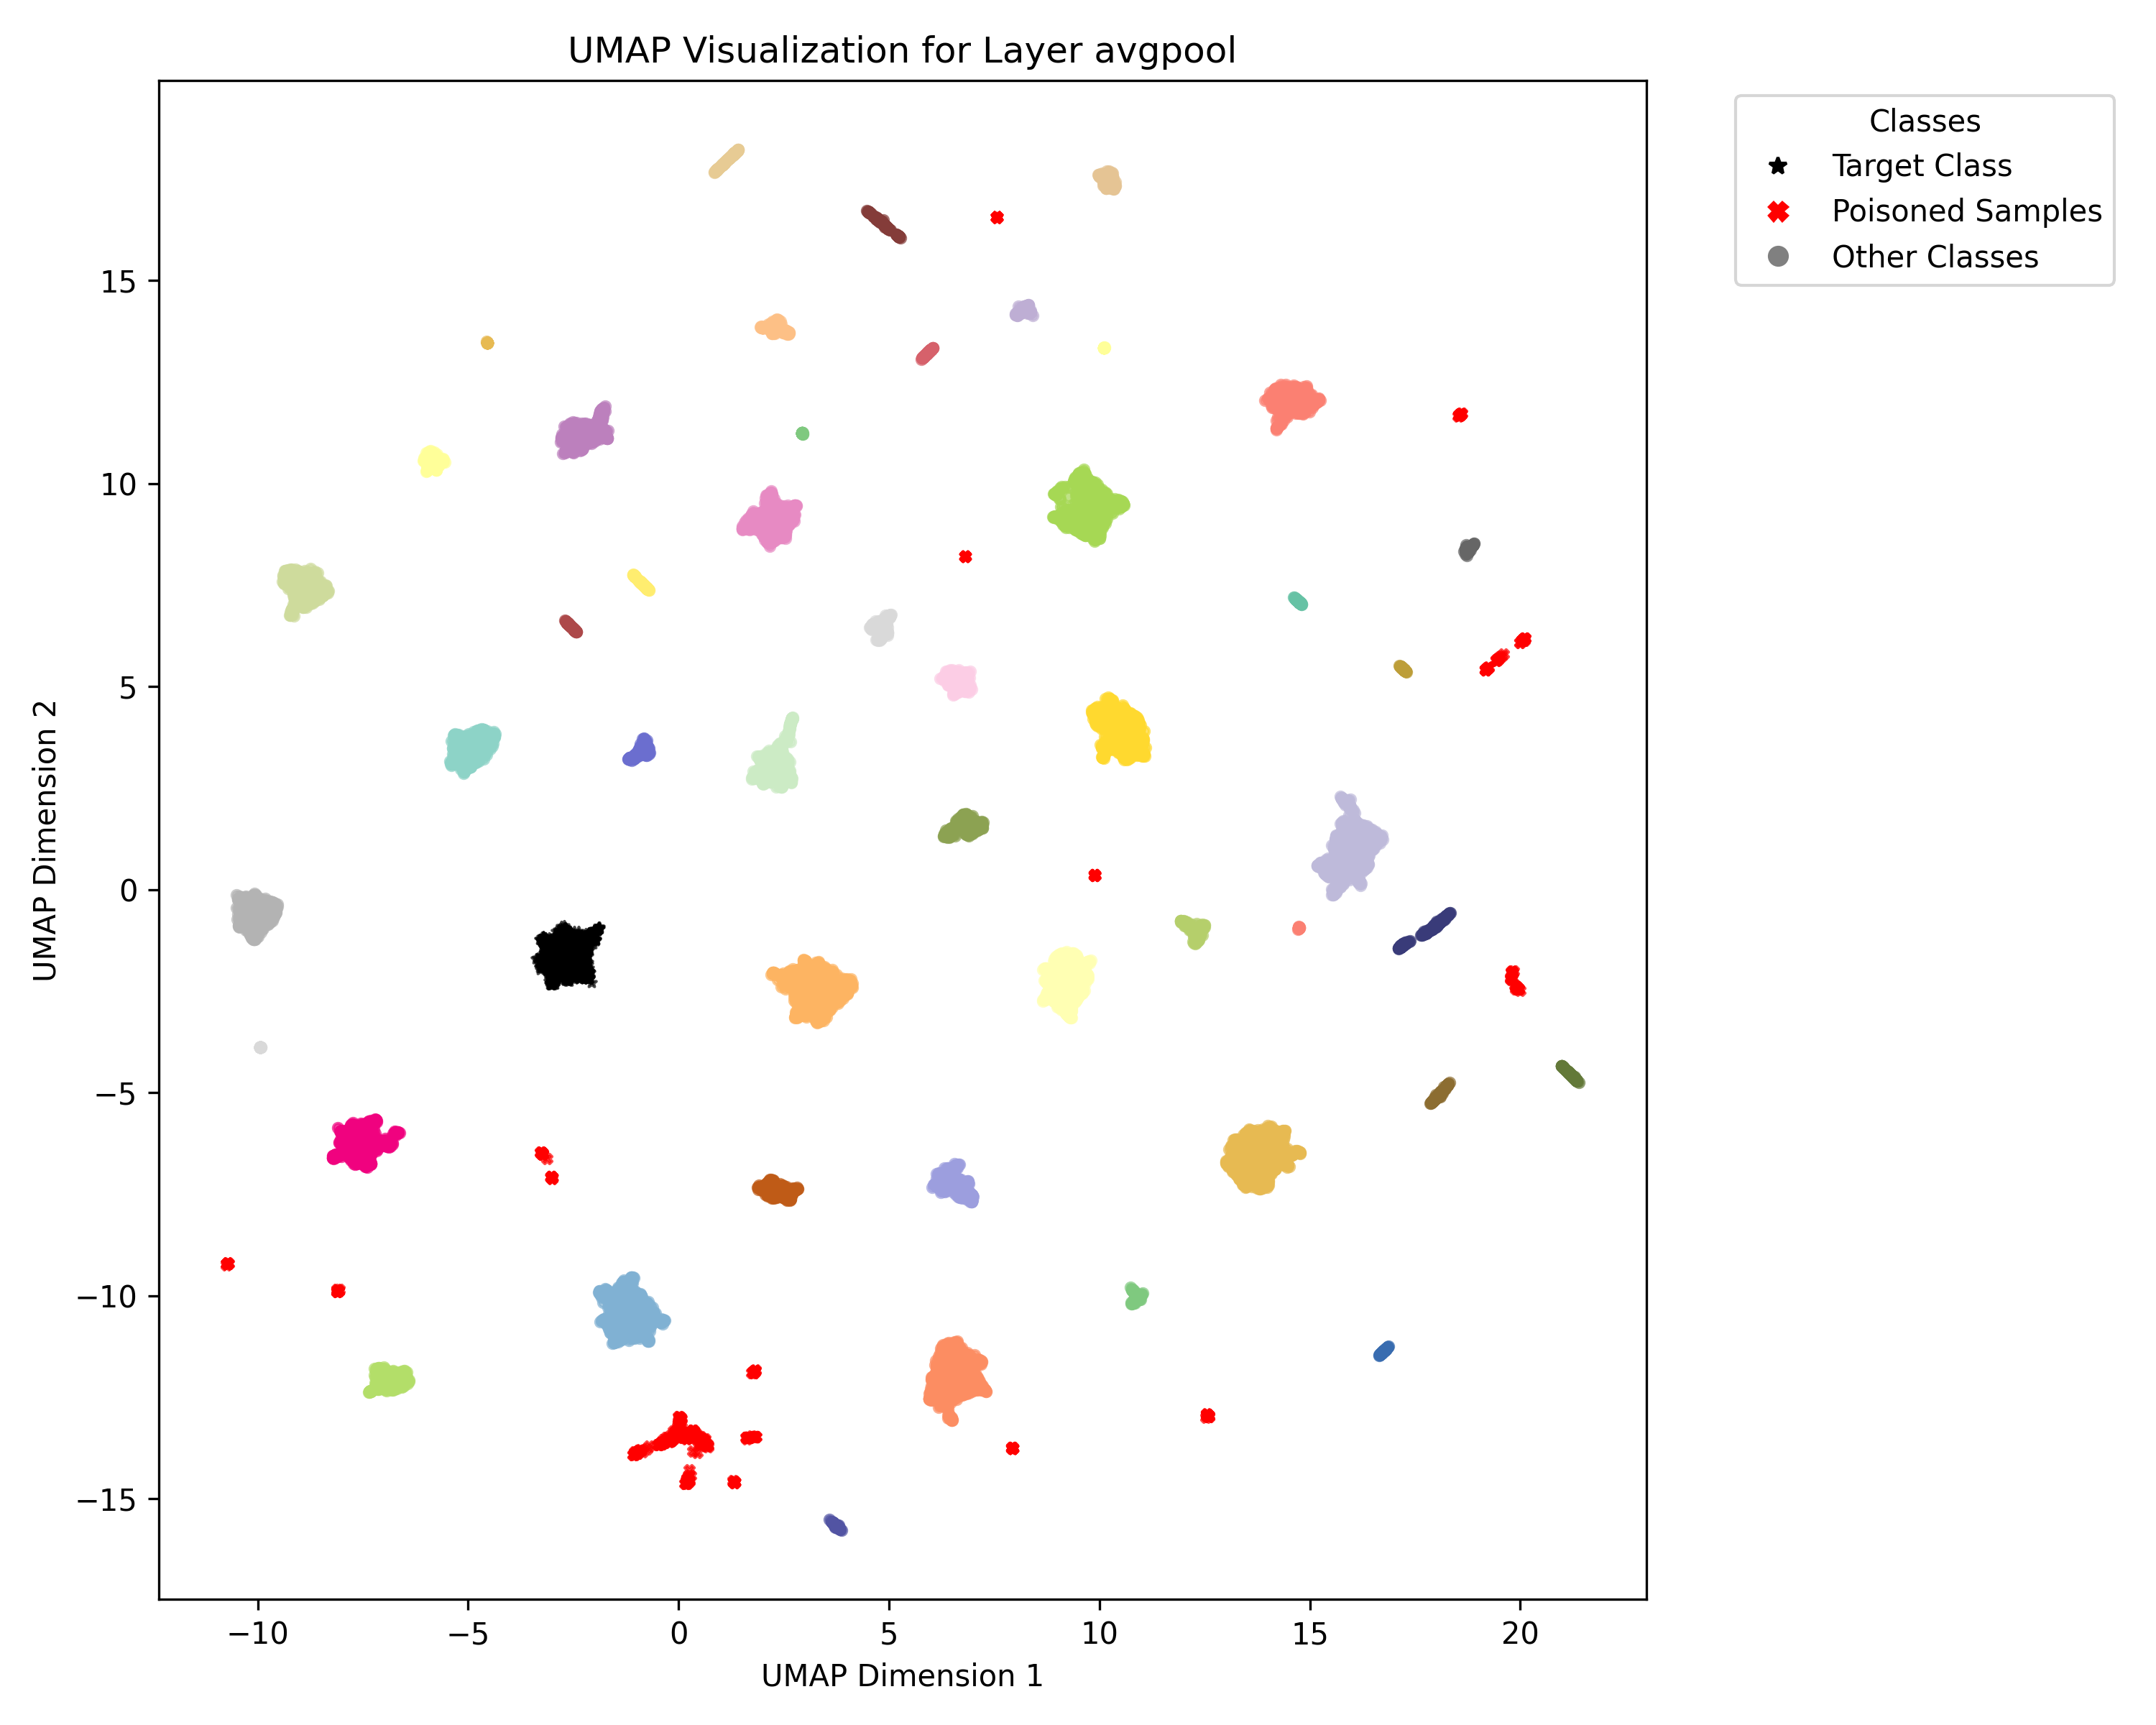 UMAP Visualization for Layer avgpool
Classes
Target Class
Poisoned Samples
Other Classes
15
10
5
0
−5
−10
−15
UMAP Dimension 2
−10 −5 0 5 10 15 20
UMAP Dimension 1